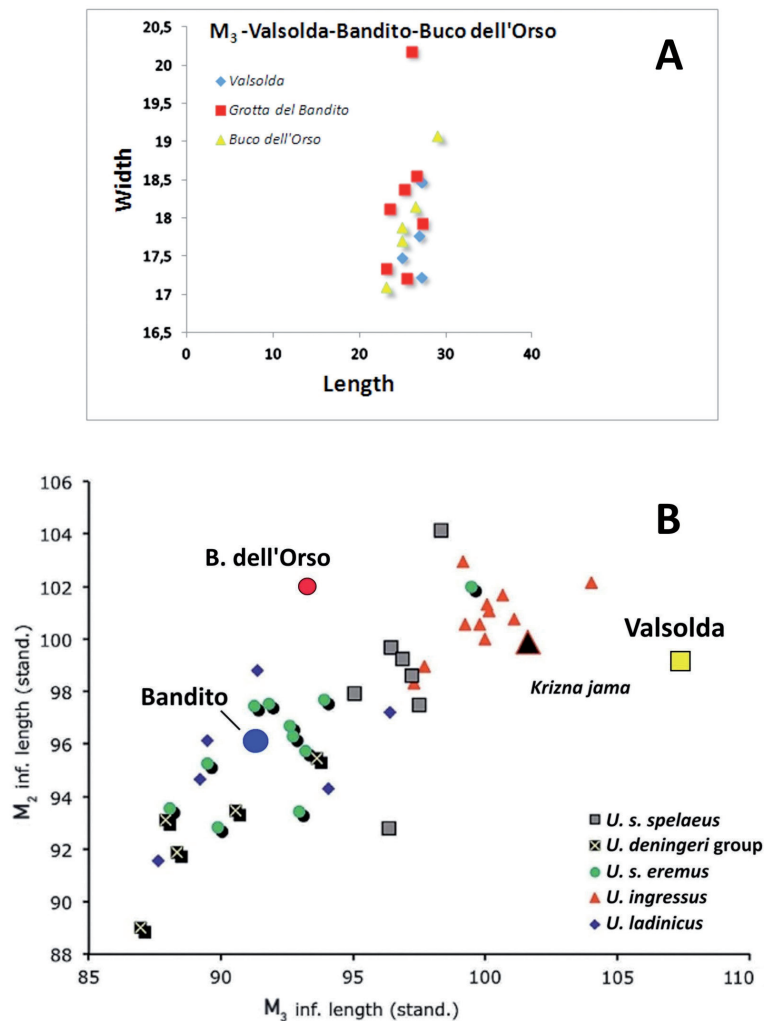 M3 -Valsolda-Bandito-Buco dell'Orso
A
Valsolda
Grotta del Bandito
Buco dell'Orso
Width
20,5
20
19,5
19
18,5
18
17,5
17
16,5
0 10 20 30 40
Length
B
M2 inf. length (stand.)
106
104
102
100
98
96
94
92
90
88
B. dell'Orso
Valsolda
Krizna jama
Bandito
U. s. spelaeus
U. deningeri group
U. s. eremus
U. ingressus
U. ladinicus
85 90 95 100 105 110
M3 inf. length (stand.)